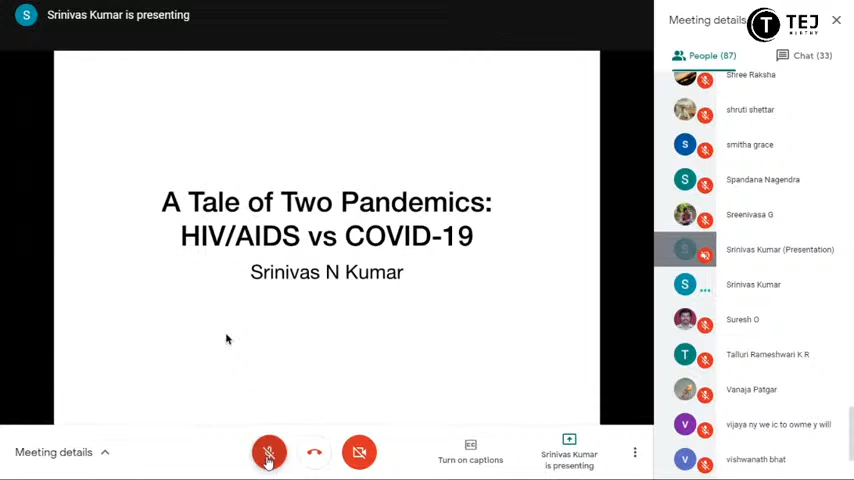 S
Srinivas Kumar is presenting
Meeting details
T TEJ
People (87)
Chat (33)
A Tale of Two Pandemics:
HIV/AIDS vs COVID-19
Srinivas N Kumar
Shree Raksha
shruti shettar
S
smitha grace
S
Spandana Nagendra
Sreenivasa G
S
Srinivas Kumar (Presentation)
S
Srinivas Kumar
Suresh O
T
Talluri Rameshwari K R
Vanaja Patgar
V
vijaya ny we ic to owme y will
V
vishwanath bhat
Meeting details
Turn on captions
Srinivas Kumar
is presenting